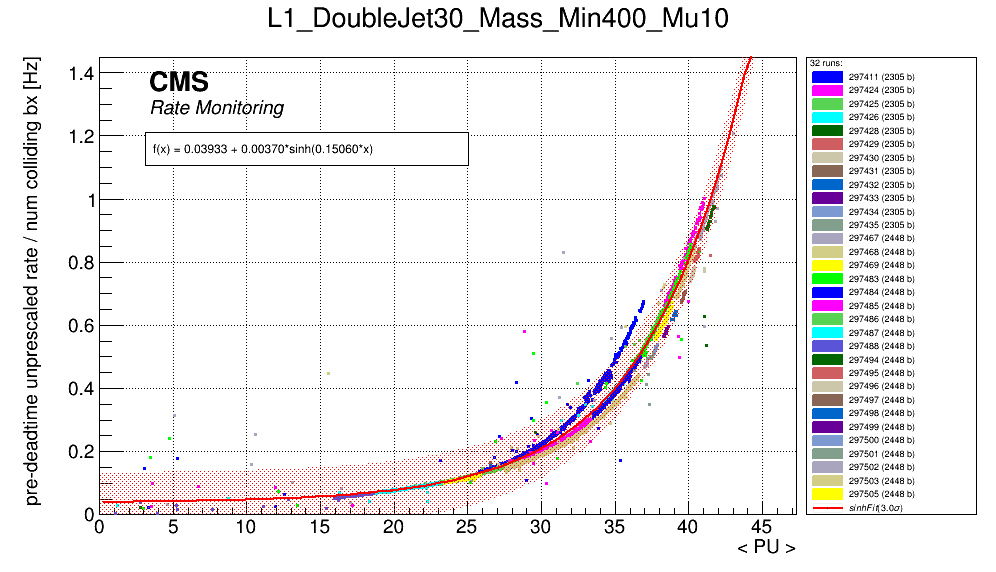 L1_DoubleJet30_Mass_Min400_Mu10
pre-deadtime unprescaled rate / num colliding bx [Hz]
CMS
Rate Monitoring
f(x) = 0.03933 + 0.00370*sinh(0.15060*x)
1.4
1.2
1
0.8
0.6
0.4
0.2
0
0 5 10 15 20 25 30 35 40 45
< PU >
32 runs:
297411 (2305 b)
297424 (2305 b)
297425 (2305 b)
297426 (2305 b)
297428 (2305 b)
297429 (2305 b)
297430 (2305 b)
297431 (2305 b)
297432 (2305 b)
297433 (2305 b)
297434 (2305 b)
297435 (2305 b)
297467 (2448 b)
297468 (2448 b)
297469 (2448 b)
297483 (2448 b)
297484 (2448 b)
297485 (2448 b)
297486 (2448 b)
297487 (2448 b)
297488 (2448 b)
297494 (2448 b)
297495 (2448 b)
297496 (2448 b)
297497 (2448 b)
297498 (2448 b)
297499 (2448 b)
297500 (2448 b)
297501 (2448 b)
297502 (2448 b)
297503 (2448 b)
297505 (2448 b)
sinhFit(3.0σ)